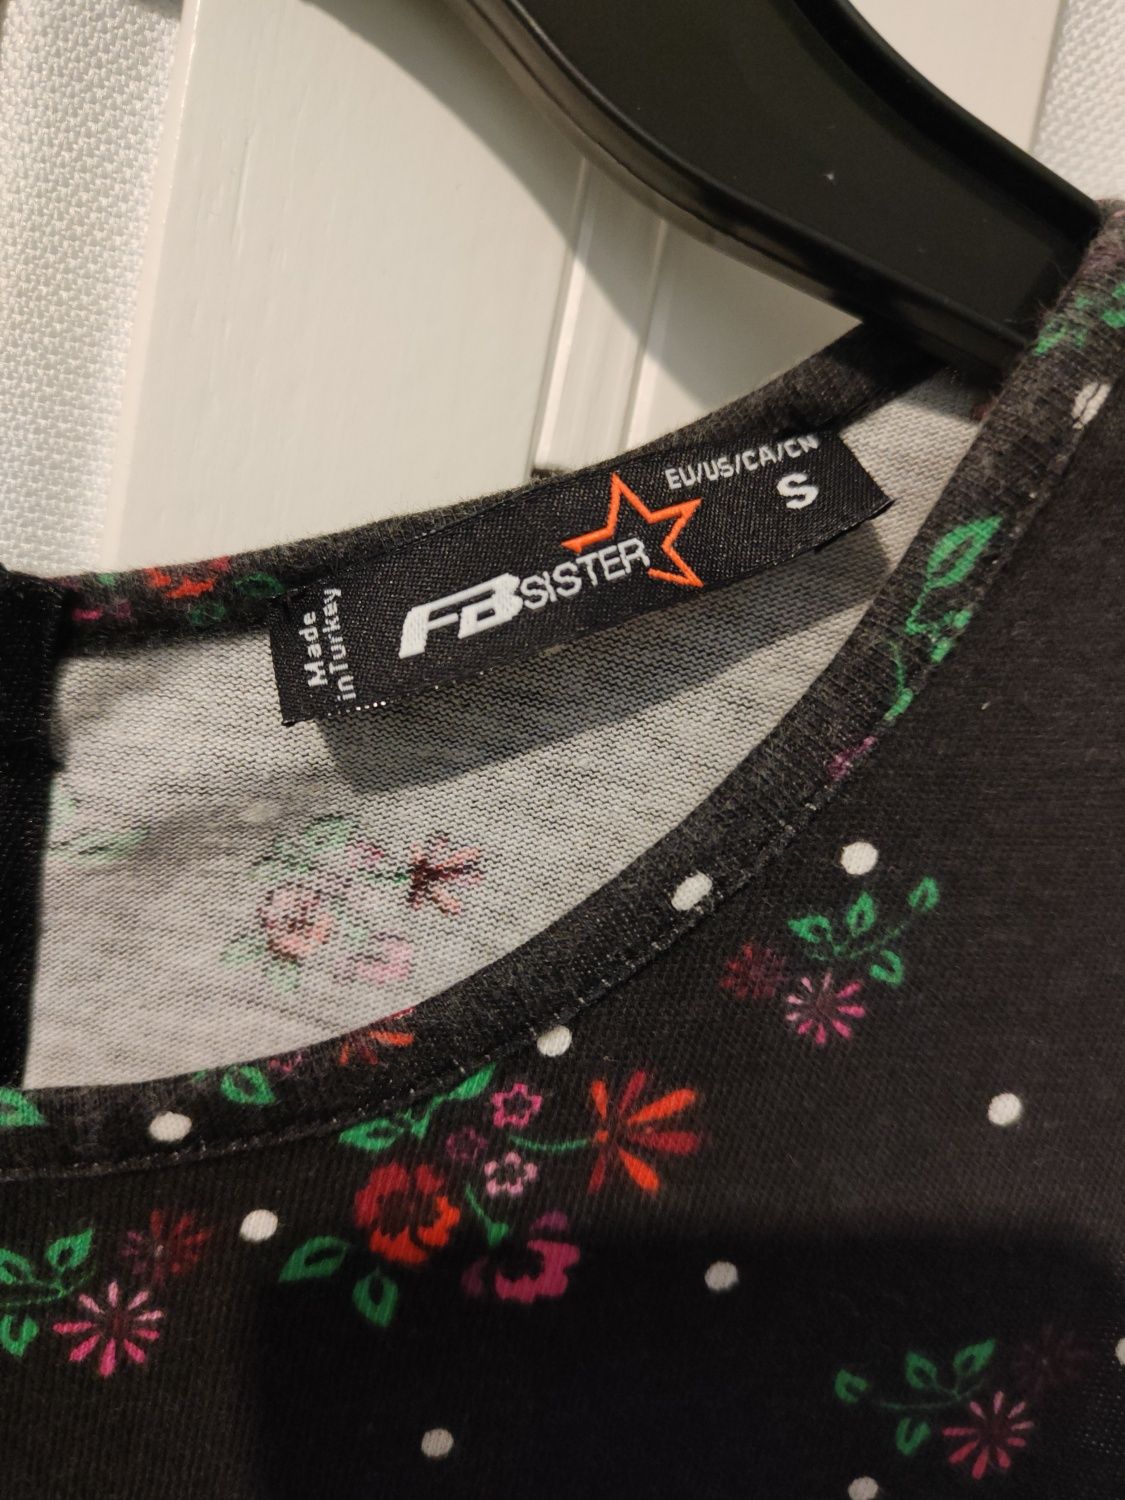 EU/US/CA/CN
S
FBSISTER
Made
in Turkey